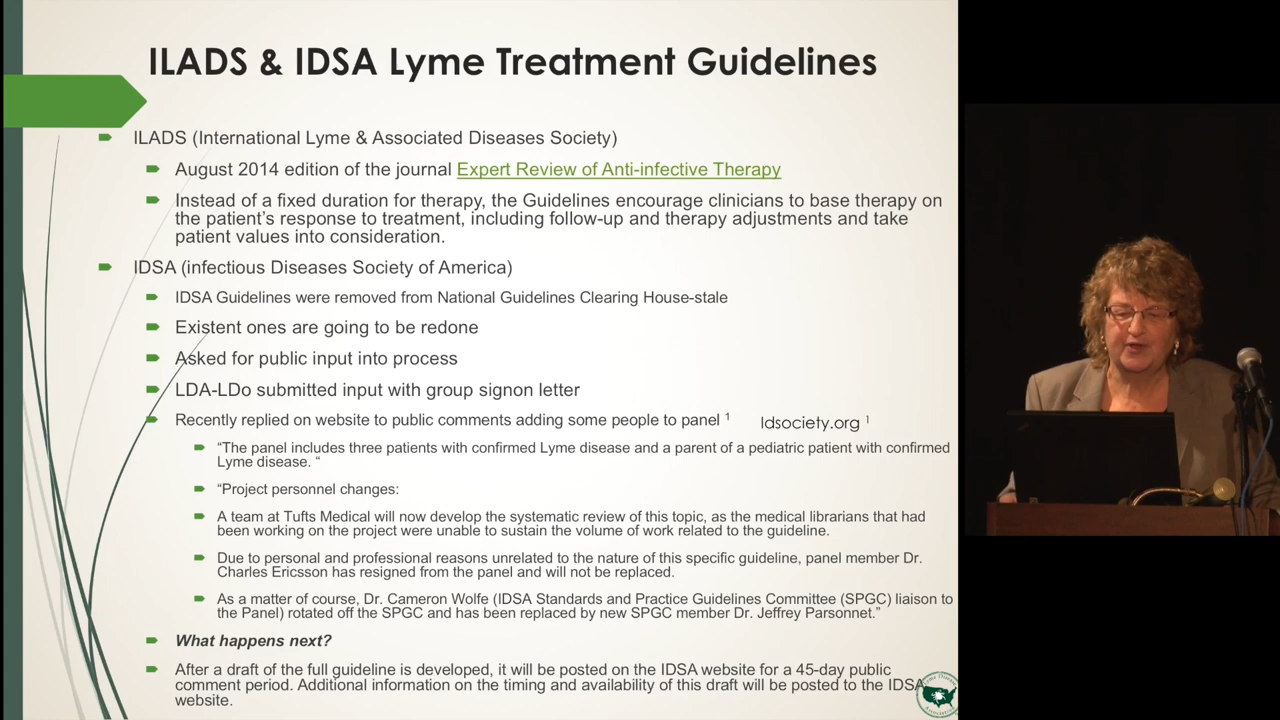 ILADS & IDSA Lyme Treatment Guidelines
ILADS (International Lyme & Associated Diseases Society)
August 2014 edition of the journal Expert Review of Anti-infective Therapy
Instead of a fixed duration for therapy, the Guidelines encourage clinicians to base therapy on
the patient's response to treatment, including follow-up and therapy adjustments and take
patient values into consideration.
IDSA (infectious Diseases Society of America)
IDSA Guidelines were removed from National Guidelines Clearing House-stale
Existent ones are going to be redone
Asked for public input into process
LDA-LDo submitted input with group signon letter
Recently replied on website to public comments adding some people to panel ¹ Idsociety.org ¹
"The panel includes three patients with confirmed Lyme disease and a parent of a pediatric patient with confirmed
Lyme disease. "
"Project personnel changes:
A team at Tufts Medical will now develop the systematic review of this topic, as the medical librarians that had
been working on the project were unable to sustain the volume of work related to the guideline.
Due to personal and professional reasons unrelated to the nature of this specific guideline, panel member Dr.
Charles Ericsson has resigned from the panel and will not be replaced.
As a matter of course, Dr. Cameron Wolfe (IDSA Standards and Practice Guidelines Committee (SPGC) liaison to
the Panel) rotated off the SPGC and has been replaced by new SPGC member Dr. Jeffrey Parsonnet."
What happens next?
After a draft of the full guideline is developed, it will be posted on the IDSA website for a 45-day public
comment period. Additional information on the timing and availability of this draft will be posted to the IDSA
website.
Lyme Disease
Association